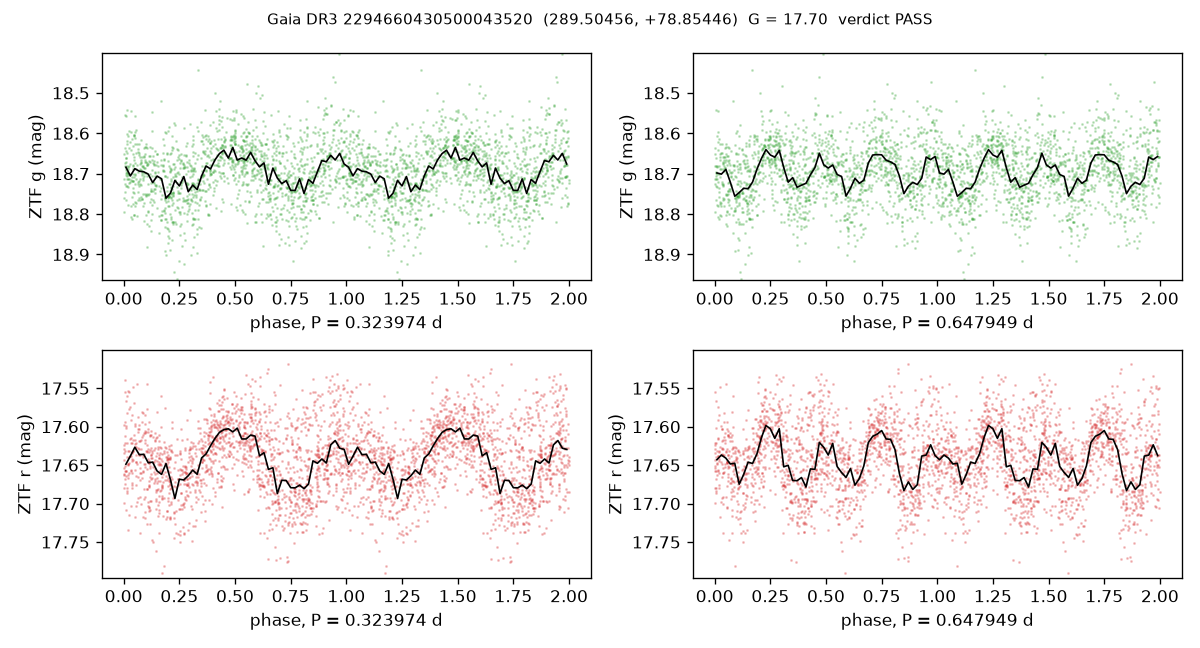 Gaia DR3 2294660430500043520 (289.50456, +78.85446) G = 17.70 verdict PASS
ZTF g (mag)
18.5
18.6
18.7
18.8
18.9
0.00 0.25 0.50 0.75 1.00 1.25 1.50 1.75 2.00
phase, P = 0.323974 d
ZTF g (mag)
18.5
18.6
18.7
18.8
18.9
0.00 0.25 0.50 0.75 1.00 1.25 1.50 1.75 2.00
phase, P = 0.647949 d
ZTF r (mag)
17.55
17.60
17.65
17.70
17.75
0.00 0.25 0.50 0.75 1.00 1.25 1.50 1.75 2.00
phase, P = 0.323974 d
ZTF r (mag)
17.55
17.60
17.65
17.70
17.75
0.00 0.25 0.50 0.75 1.00 1.25 1.50 1.75 2.00
phase, P = 0.647949 d